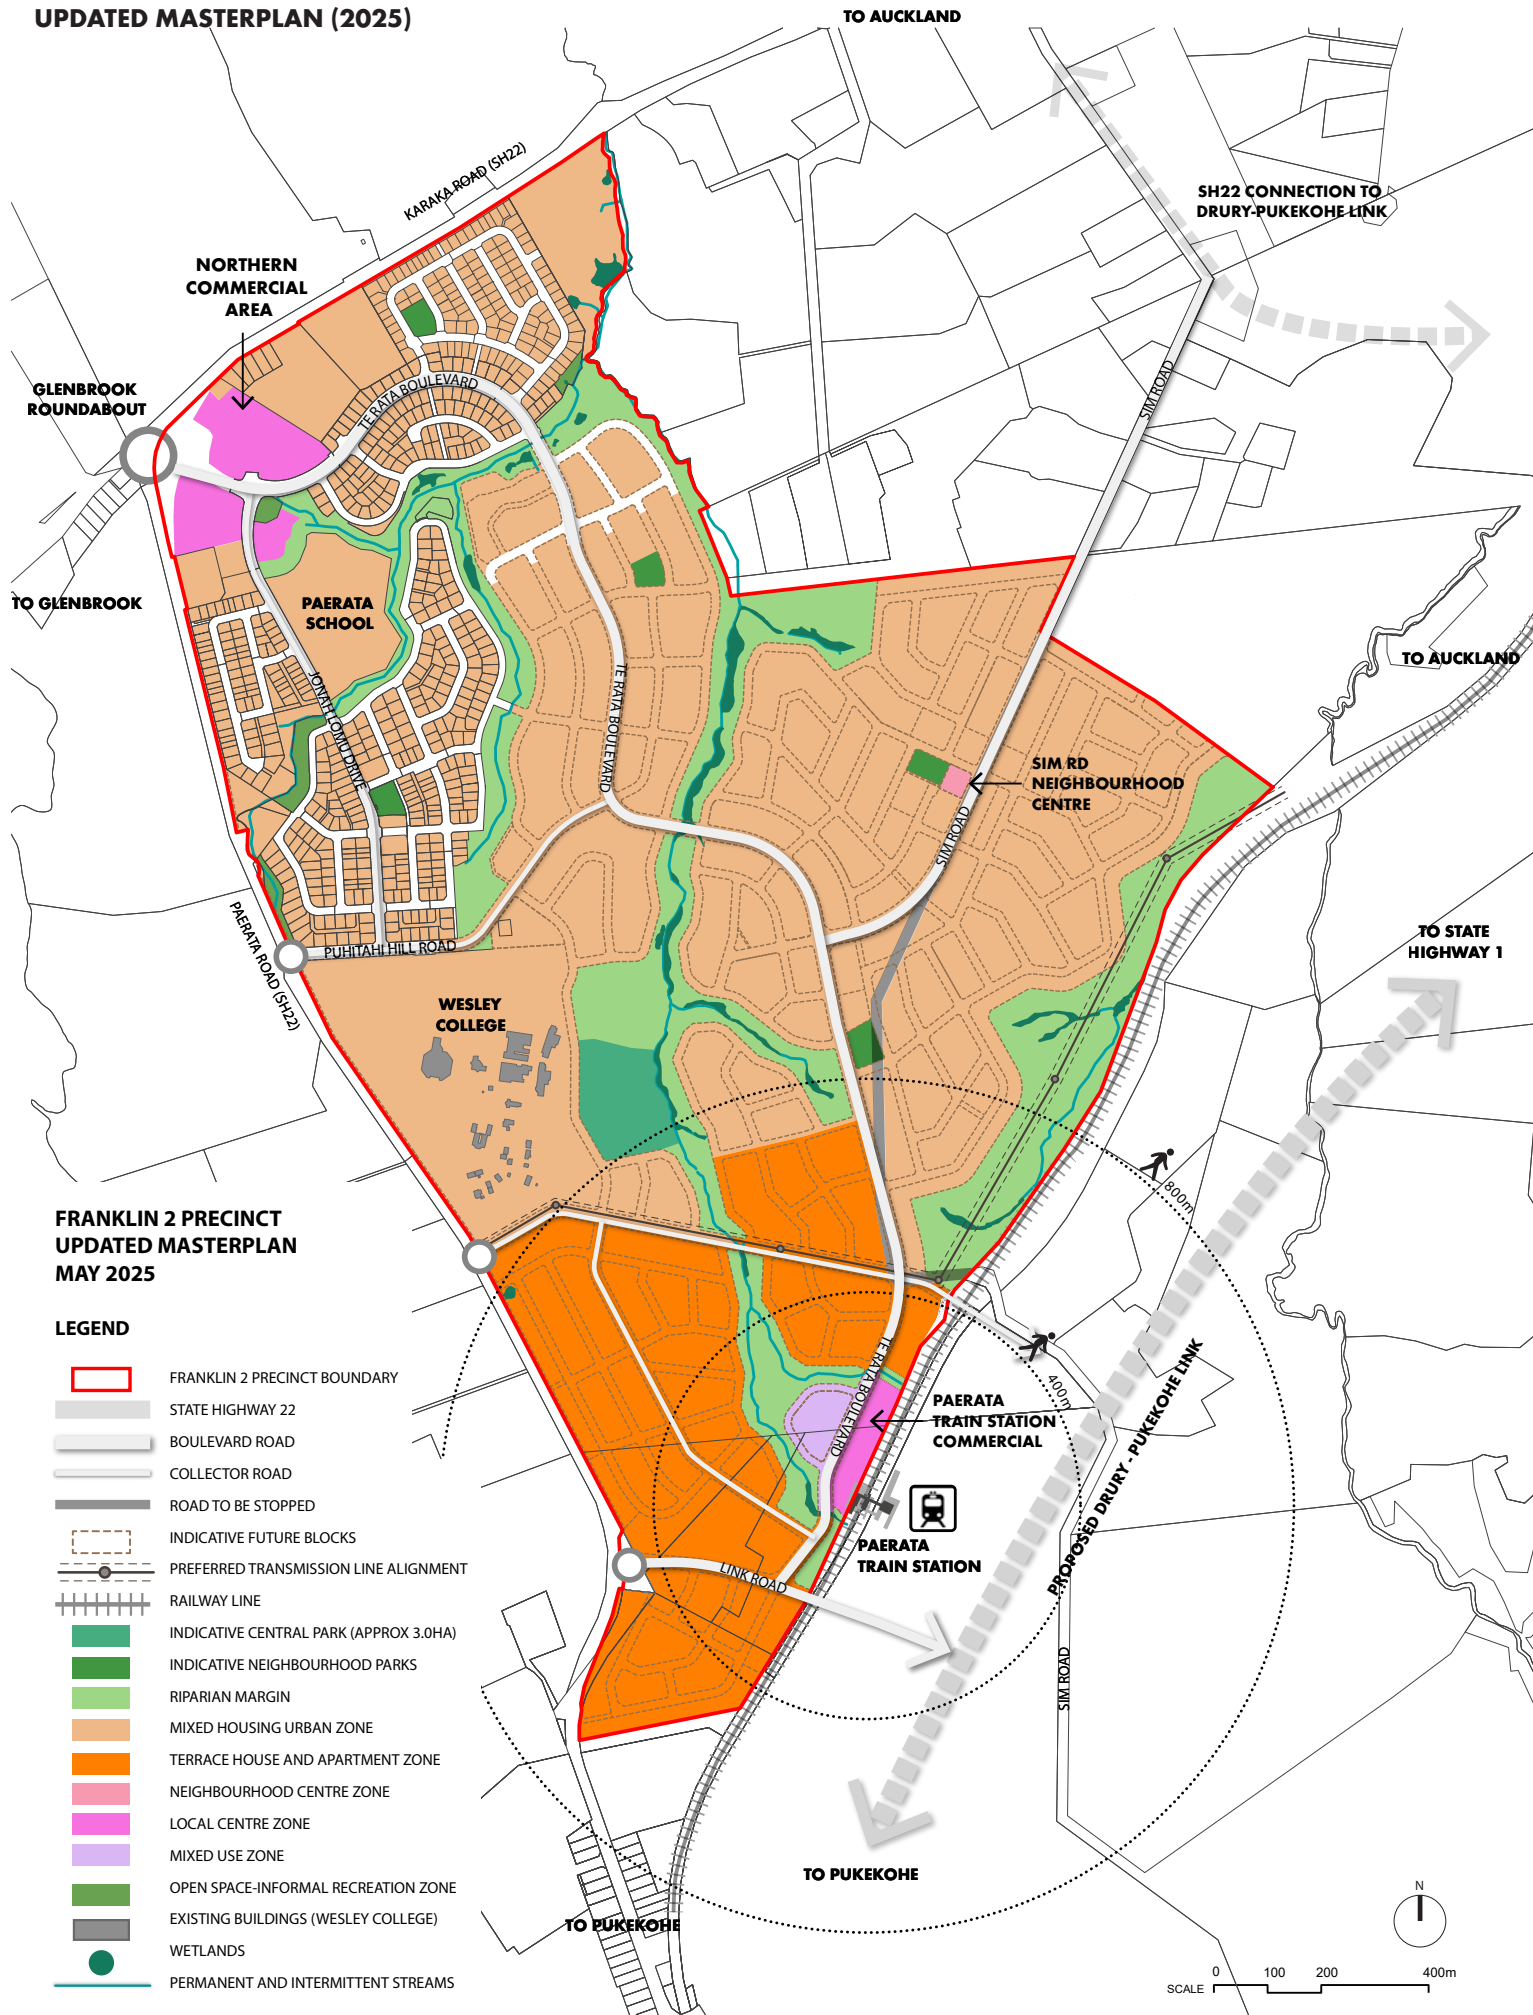 UPDATED MASTERPLAN (2025)
TO AUCKLAND
KARAKA ROAD (SH22)
SH22 CONNECTION TO
DRURY-PUKEKOHE LINK
NORTHERN
COMMERCIAL
AREA
GLENBROOK
ROUNDABOUT
TE RATA BOULEVARD
SIM ROAD
TO GLENBROOK
PAERATA
SCHOOL
TO AUCKLAND
JONAH LOMU DRIVE
TE RATA BOULEVARD
SIM RD
NEIGHBOURHOOD
CENTRE
SIM ROAD
PAERATA ROAD (SH22)
PUHITAHI HILL ROAD
TO STATE
HIGHWAY 1
WESLEY
COLLEGE
800m
400m
TE RATA BOULEVARD
PAERATA
TRAIN STATION
COMMERCIAL
PROPOSED DRURY - PUKEKOHE LINK
PAERATA
TRAIN STATION
LINK ROAD
SIM ROAD
TO PUKEKOHE
TO PUKEKOHE
FRANKLIN 2 PRECINCT
UPDATED MASTERPLAN
MAY 2025
LEGEND
FRANKLIN 2 PRECINCT BOUNDARY
STATE HIGHWAY 22
BOULEVARD ROAD
COLLECTOR ROAD
ROAD TO BE STOPPED
INDICATIVE FUTURE BLOCKS
PREFERRED TRANSMISSION LINE ALIGNMENT
RAILWAY LINE
INDICATIVE CENTRAL PARK (APPROX 3.0HA)
INDICATIVE NEIGHBOURHOOD PARKS
RIPARIAN MARGIN
MIXED HOUSING URBAN ZONE
TERRACE HOUSE AND APARTMENT ZONE
NEIGHBOURHOOD CENTRE ZONE
LOCAL CENTRE ZONE
MIXED USE ZONE
OPEN SPACE-INFORMAL RECREATION ZONE
EXISTING BUILDINGS (WESLEY COLLEGE)
WETLANDS
PERMANENT AND INTERMITTENT STREAMS
N
0 100 200 400m
SCALE